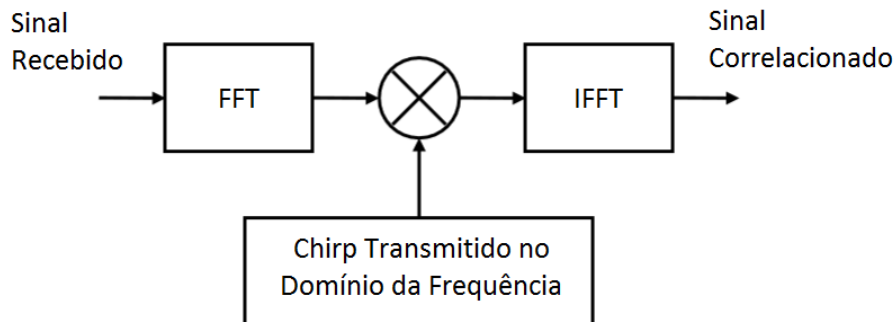 Sinal
Recebido
FFT
IFFT
Sinal
Correlacionado
Chirp Transmitido no
Domínio da Frequência